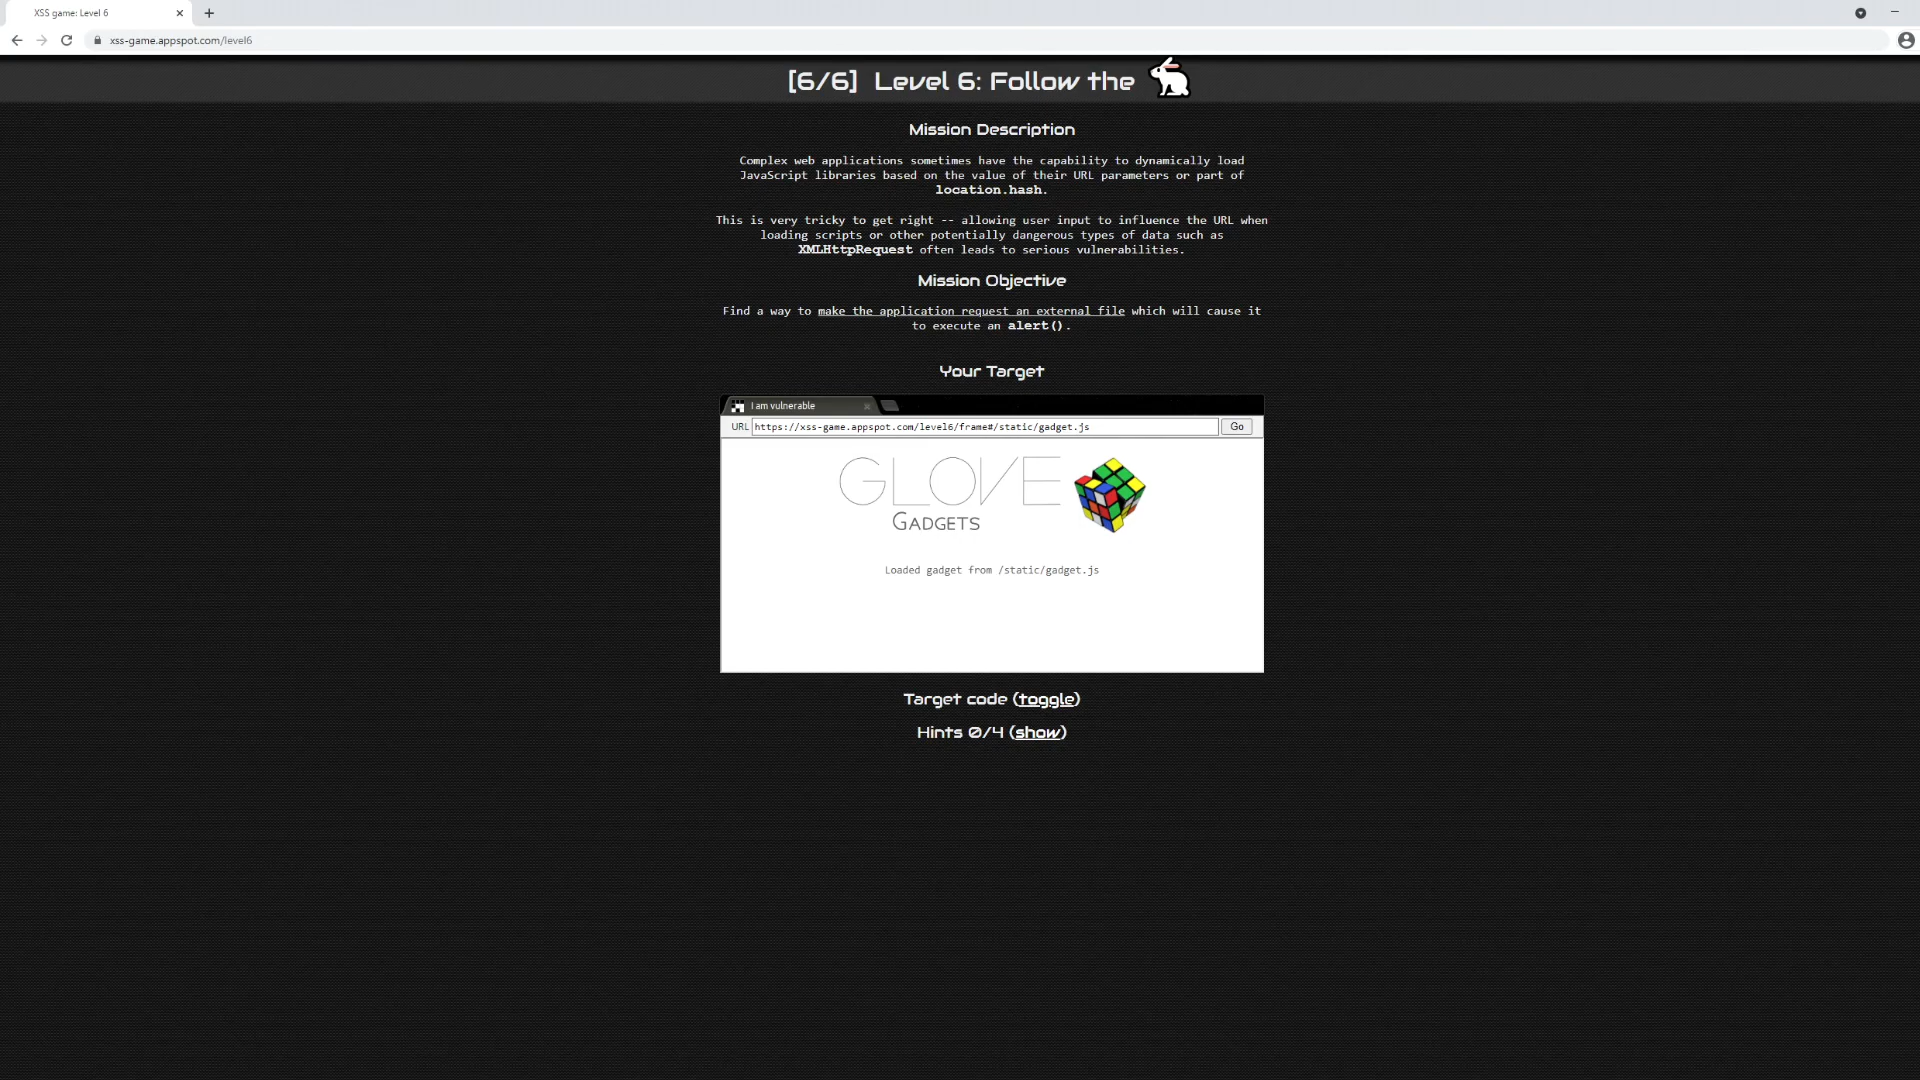 XSS game: Level 6
xss-game.appspot.com/level6
[6/6] Level 6: Follow the
Mission Description
Complex web applications sometimes have the capability to dynamically load
JavaScript libraries based on the value of their URL parameters or part of
location.hash.
This is very tricky to get right -- allowing user input to influence the URL when
loading scripts or other potentially dangerous types of data such as
XMLHttpRequest often leads to serious vulnerabilities.
Mission Objective
Find a way to make the application request an external file which will cause it
to execute an alert().
Your Target
I am vulnerable
URL https://xss-game.appspot.com/level6/frame#/static/gadget.js Go
GLOVE
GADGETS
Loaded gadget from /static/gadget.js
Target code (toggle)
Hints 0/4 (show)